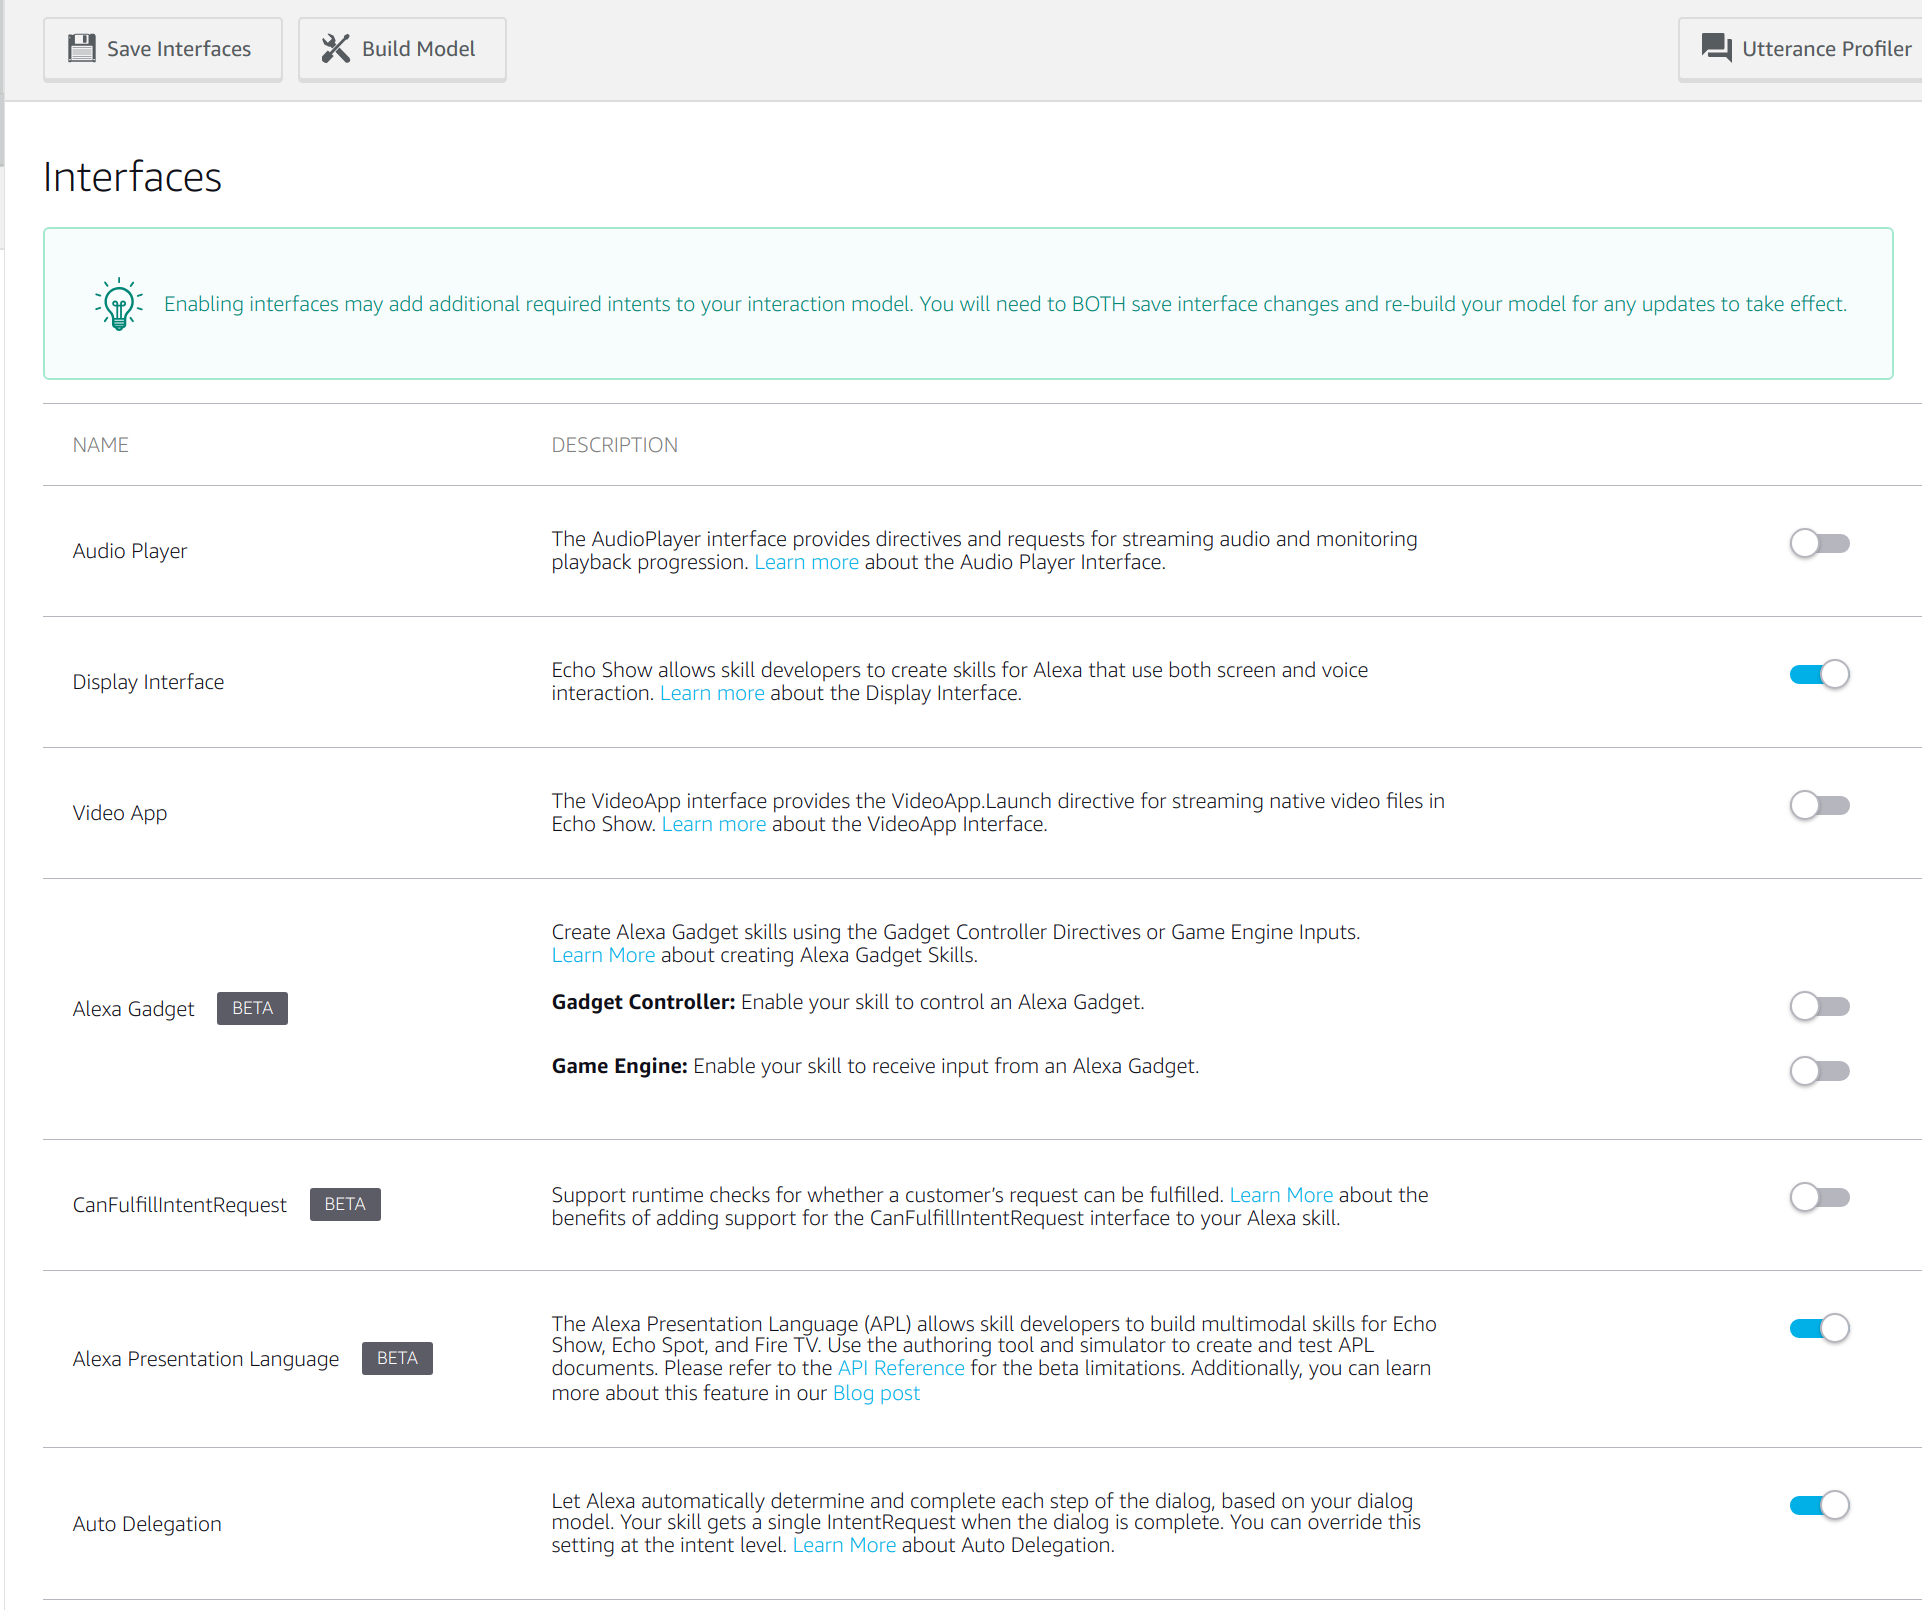 Save Interfaces
Build Model
Utterance Profiler
Interfaces
Enabling interfaces may add additional required intents to your interaction model. You will need to BOTH save interface changes and re-build your model for any updates to take effect.
NAME
DESCRIPTION
Audio Player
The AudioPlayer interface provides directives and requests for streaming audio and monitoring
playback progression. Learn more about the Audio Player Interface.
Display Interface
Echo Show allows skill developers to create skills for Alexa that use both screen and voice
interaction. Learn more about the Display Interface.
Video App
The VideoApp interface provides the VideoApp.Launch directive for streaming native video files in
Echo Show. Learn more about the VideoApp Interface.
Alexa Gadget
BETA
Create Alexa Gadget skills using the Gadget Controller Directives or Game Engine Inputs.
Learn More about creating Alexa Gadget Skills.
Gadget Controller: Enable your skill to control an Alexa Gadget.
Game Engine: Enable your skill to receive input from an Alexa Gadget.
CanFulfillIntentRequest
BETA
Support runtime checks for whether a customer’s request can be fulfilled. Learn More about the
benefits of adding support for the CanFulfillIntentRequest interface to your Alexa skill.
Alexa Presentation Language
BETA
The Alexa Presentation Language (APL) allows skill developers to build multimodal skills for Echo
Show, Echo Spot, and Fire TV. Use the authoring tool and simulator to create and test APL
documents. Please refer to the API Reference for the beta limitations. Additionally, you can learn
more about this feature in our Blog post
Auto Delegation
Let Alexa automatically determine and complete each step of the dialog, based on your dialog
model. Your skill gets a single IntentRequest when the dialog is complete. You can override this
setting at the intent level. Learn More about Auto Delegation.